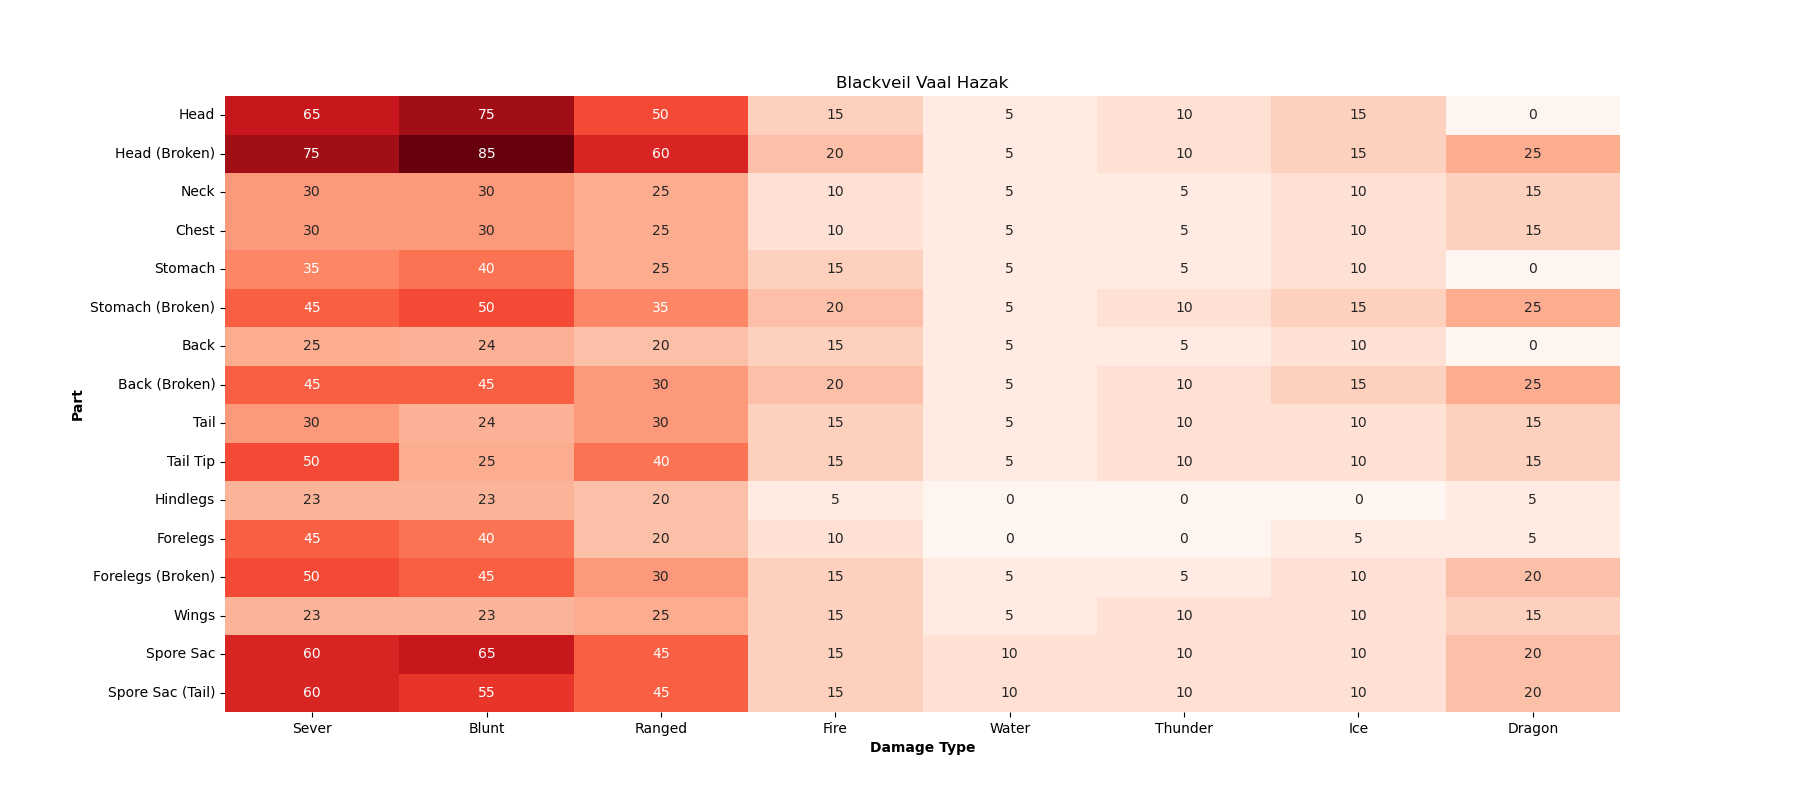 Blackveil Vaal Hazak
Head 65 75 50 15 5 10 15 0
Head (Broken) 75 85 60 20 5 10 15 25
Neck 30 30 25 10 5 5 10 15
Chest 30 30 25 10 5 5 10 15
Stomach 35 40 25 15 5 5 10 0
Stomach (Broken) 45 50 35 20 5 10 15 25
Back 25 24 20 15 5 5 10 0
Back (Broken) 45 45 30 20 5 10 15 25
Part
Tail 30 24 30 15 5 10 10 15
Tail Tip 50 25 40 15 5 10 10 15
Hindlegs 23 23 20 5 0 0 0 5
Forelegs 45 40 20 10 0 0 5 5
Forelegs (Broken) 50 45 30 15 5 5 10 20
Wings 23 23 25 15 5 10 10 15
Spore Sac 60 65 45 15 10 10 10 20
Spore Sac (Tail) 60 55 45 15 10 10 10 20
Sever Blunt Ranged Fire Water Thunder Ice Dragon
Damage Type